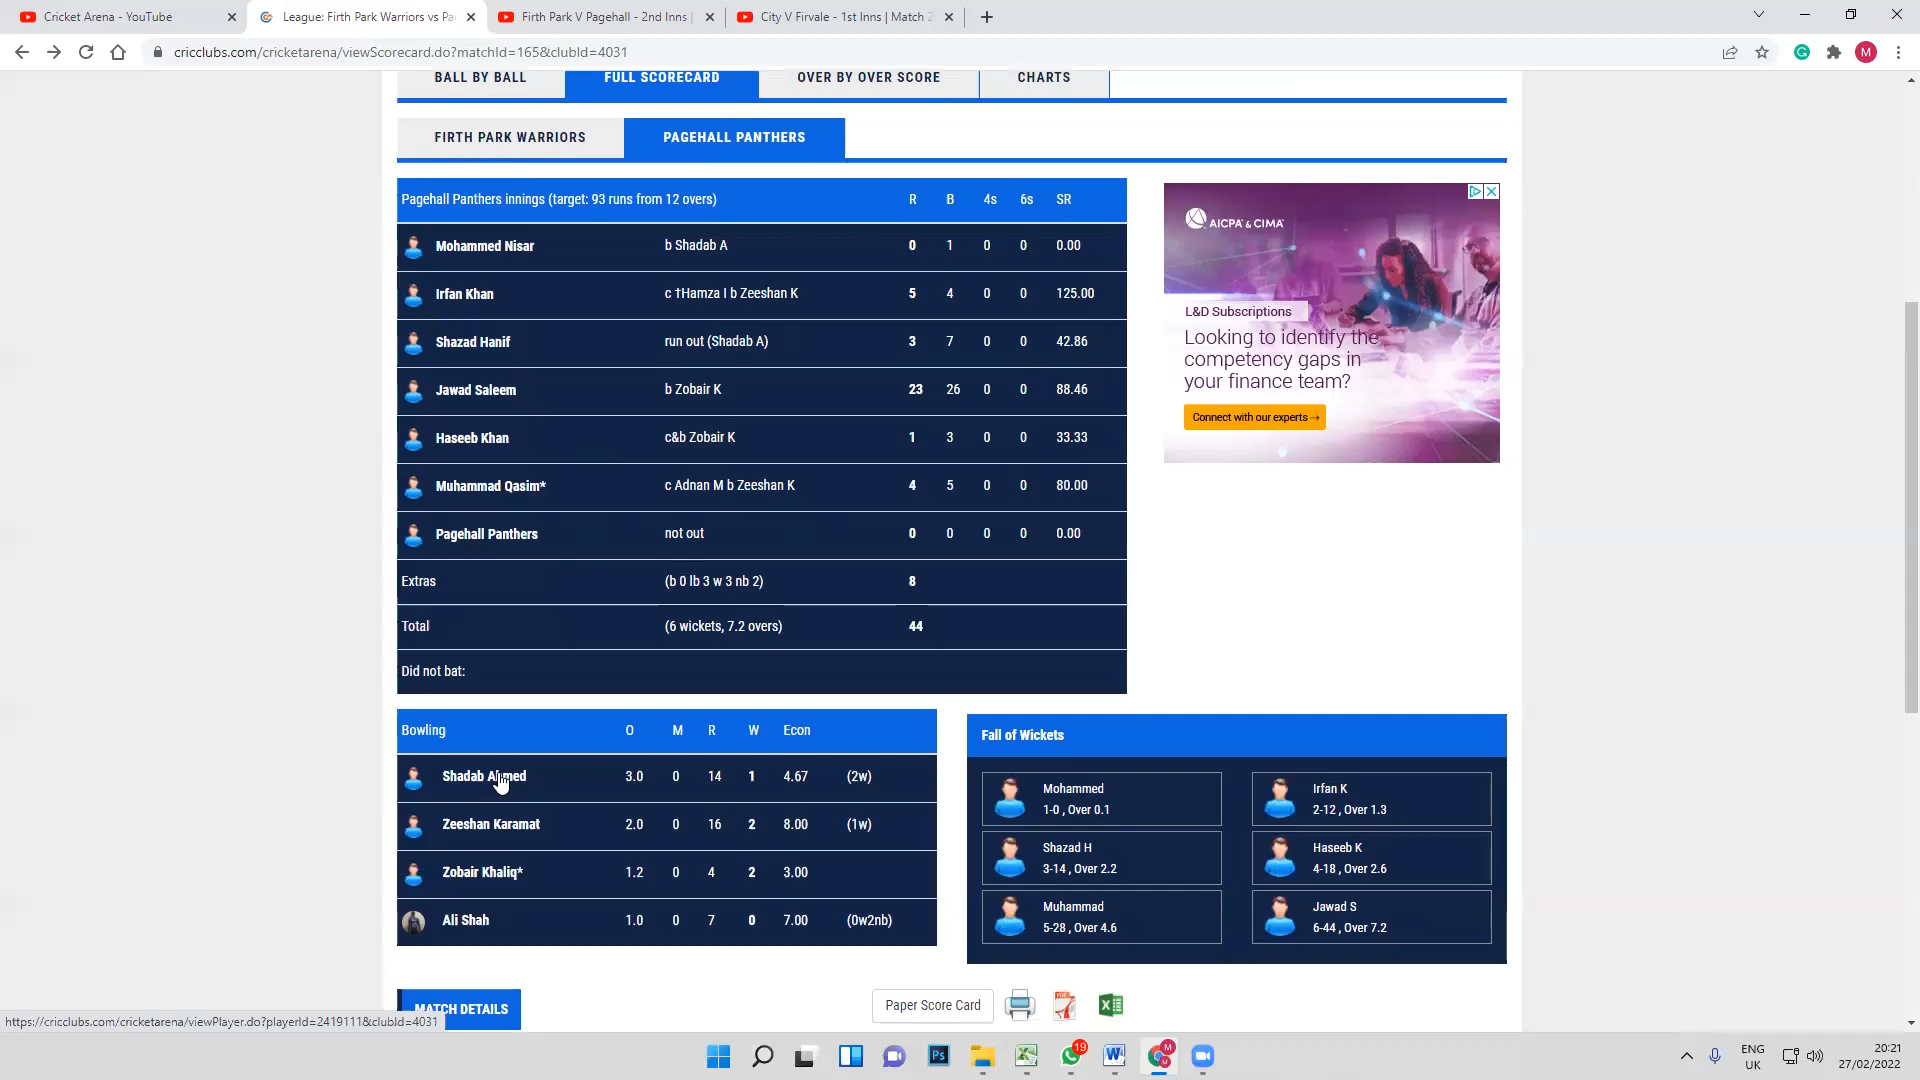 Cricket Arena - YouTube
League: Firth Park Warriors vs Pa
Firth Park V Pagehall - 2nd Inns |
City V Firvale - 1st Inns | Match 2
cricclubs.com/cricketarena/viewScorecard.do?matchId=165&clubId=4031
M
BALL BY BALL FULL SCORECARD OVER BY OVER SCORE CHARTS
FIRTH PARK WARRIORS PAGEHALL PANTHERS
Pagehall Panthers innings (target: 93 runs from 12 overs) R B 4s 6s SR
Mohammed Nisar b Shadab A 0 1 0 0 0.00
Irfan Khan c †Hamza I b Zeeshan K 5 4 0 0 125.00
Shazad Hanif run out (Shadab A) 3 7 0 0 42.86
Jawad Saleem b Zobair K 23 26 0 0 88.46
Haseeb Khan c&b Zobair K 1 3 0 0 33.33
Muhammad Qasim* c Adnan M b Zeeshan K 4 5 0 0 80.00
Pagehall Panthers not out 0 0 0 0 0.00
Extras (b 0 lb 3 w 3 nb 2) 8
Total (6 wickets, 7.2 overs) 44
Did not bat:
AICPA & CIMA
L&D Subscriptions
Looking to identify the
competency gaps in
your finance team?
Connect with our experts →
Bowling O M R W Econ
Shadab Ahmed 3.0 0 14 1 4.67 (2w)
Zeeshan Karamat 2.0 0 16 2 8.00 (1w)
Zobair Khaliq* 1.2 0 4 2 3.00
Ali Shah 1.0 0 7 0 7.00 (0w2nb)
Fall of Wickets
Mohammed
1-0 , Over 0.1
Irfan K
2-12 , Over 1.3
Shazad H
3-14 , Over 2.2
Haseeb K
4-18 , Over 2.6
Muhammad
5-28 , Over 4.6
Jawad S
6-44 , Over 7.2
MATCH DETAILS
Paper Score Card
https://cricclubs.com/cricketarena/viewPlayer.do?playerId=2419111&clubId=4031
Ps
19
M
ENG
UK
20:21
27/02/2022